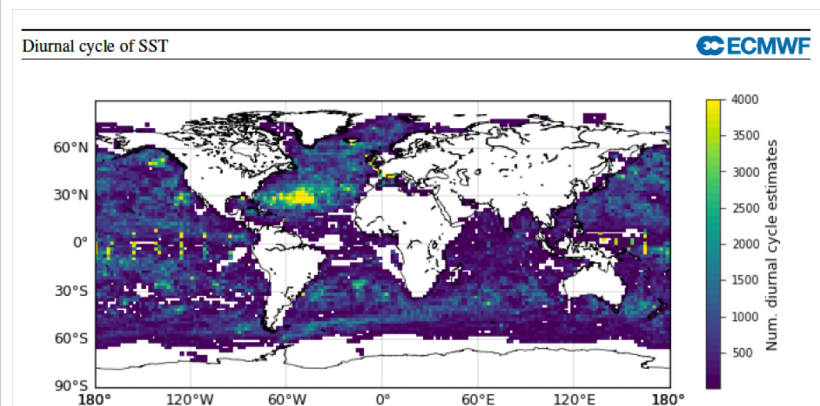 Diurnal cycle of SST
ECMWF
60°N
30°N
0°
30°S
60°S
90°S
180°
120°W
60°W
0°
60°E
120°E
180°
4000
3500
3000
2500
2000
1500
1000
500
Num. diurnal cycle estimates